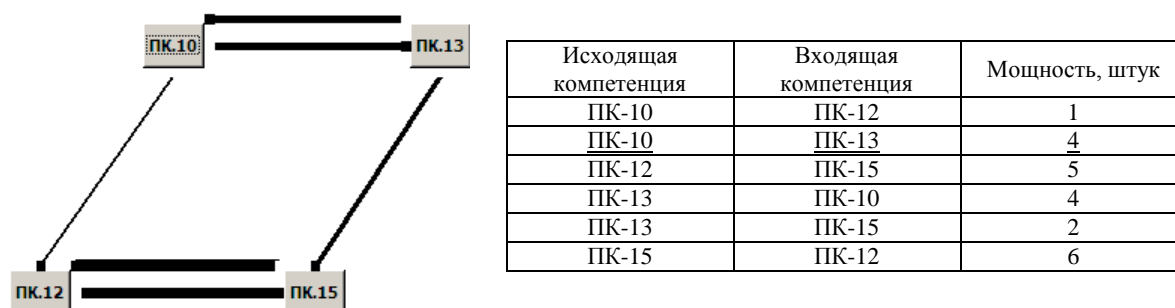 ПК.10
ПК.13
ПК.12
ПК.15
Исходящая компетенция Входящая компетенция Мощность, штук
ПК-10 ПК-12 1
ПК-10 ПК-13 4
ПК-12 ПК-15 5
ПК-13 ПК-10 4
ПК-13 ПК-15 2
ПК-15 ПК-12 6